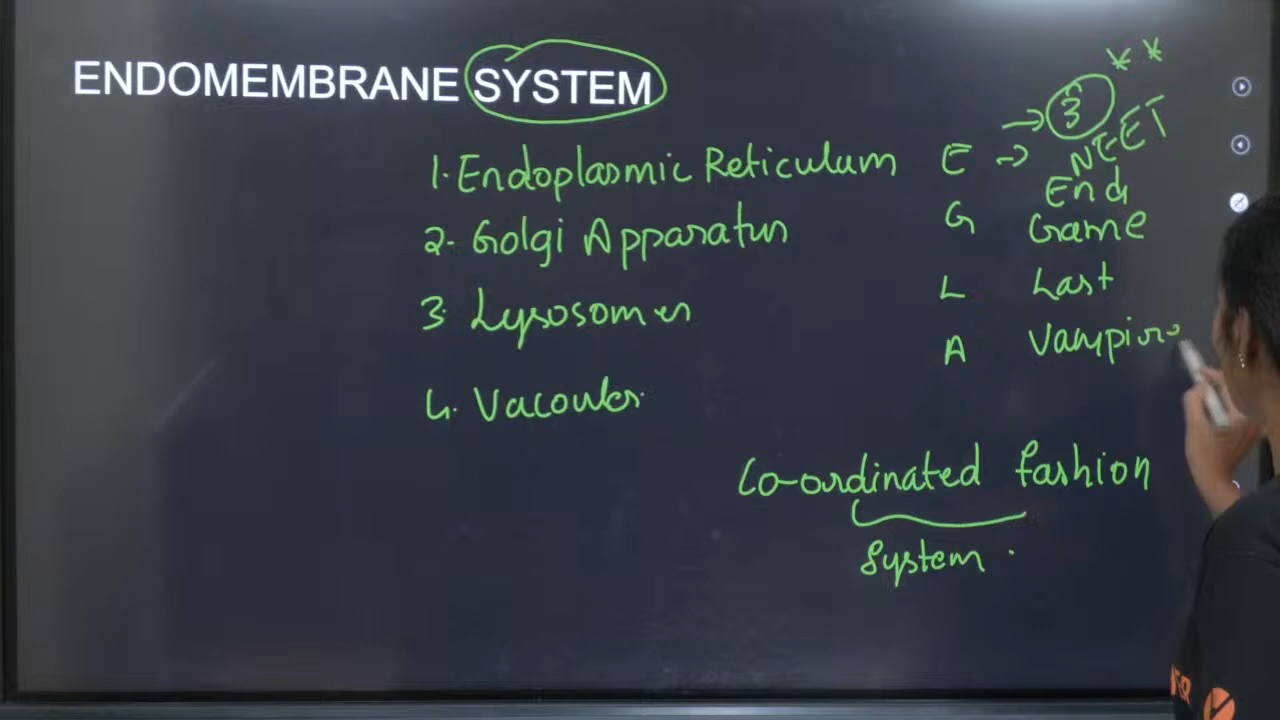 ENDOMEMBRANE SYSTEM
1. Endoplasmic Reticulum
2. Golgi Apparatus
3. Lysosomes
4. Vacoules.
E → End
G Game
L Last
A Vampire
→ 3 **
NEET
Co-ordinated fashion
System.